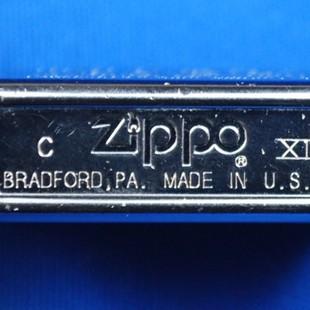 C Zippo® XI
BRADFORD, PA. MADE IN U.S.